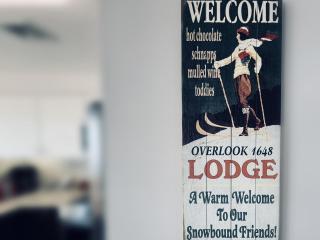 WELCOME
hot chocolate
schnapps
mulled wine
toddies
OVERLOOK 1648
LODGE
A Warm Welcome
To Our
Snowbound Friends!